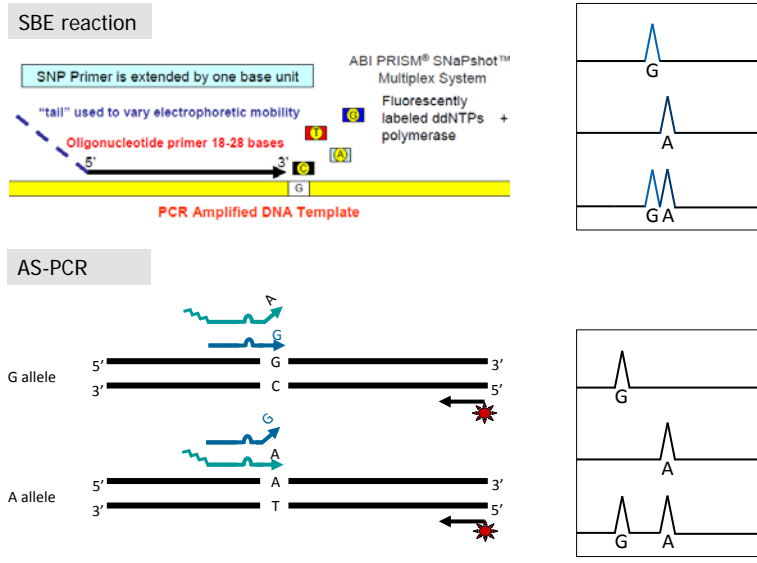 SBE reaction
SNP Primer is extended by one base unit
ABI PRISM® SNaPshot™
Multiplex System
"tail" used to vary electrophoretic mobility
Fluorescently
labeled ddNTPs +
polymerase
G
T
A
C
Oligonucleotide primer 18-28 bases
5’ 3’
G
PCR Amplified DNA Template
G
A
G A
AS-PCR
A
G
G allele
5’ G 3’
3’ C 5’
G
A
A allele
5’ A 3’
3’ T 5’
G
A
G A